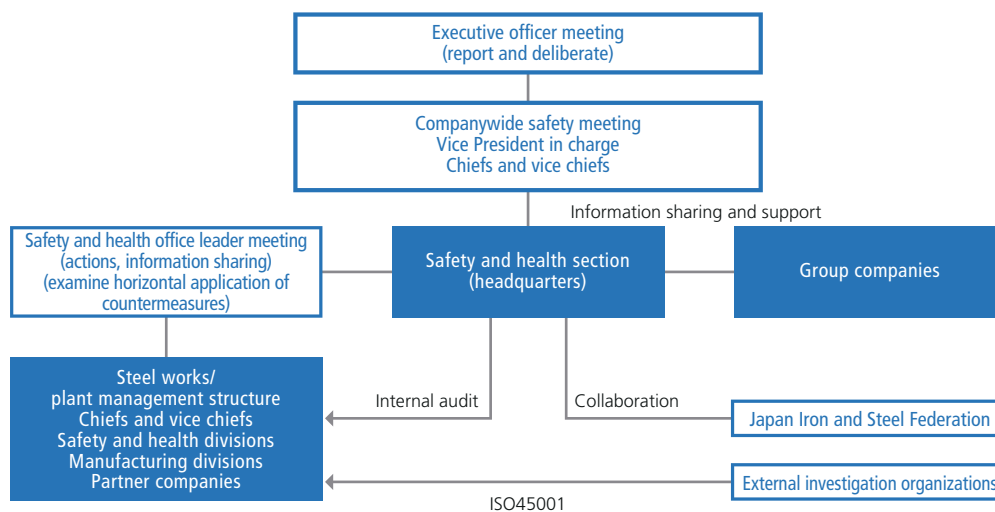 Executive officer meeting
(report and deliberate)
Companywide safety meeting
Vice President in charge
Chiefs and vice chiefs
Information sharing and support
Safety and health office leader meeting
(actions, information sharing)
(examine horizontal application of
countermeasures)
Safety and health section
(headquarters)
Group companies
Steel works/
plant management structure
Chiefs and vice chiefs
Safety and health divisions
Manufacturing divisions
Partner companies
Internal audit
Collaboration
Japan Iron and Steel Federation
External investigation organizations
ISO45001